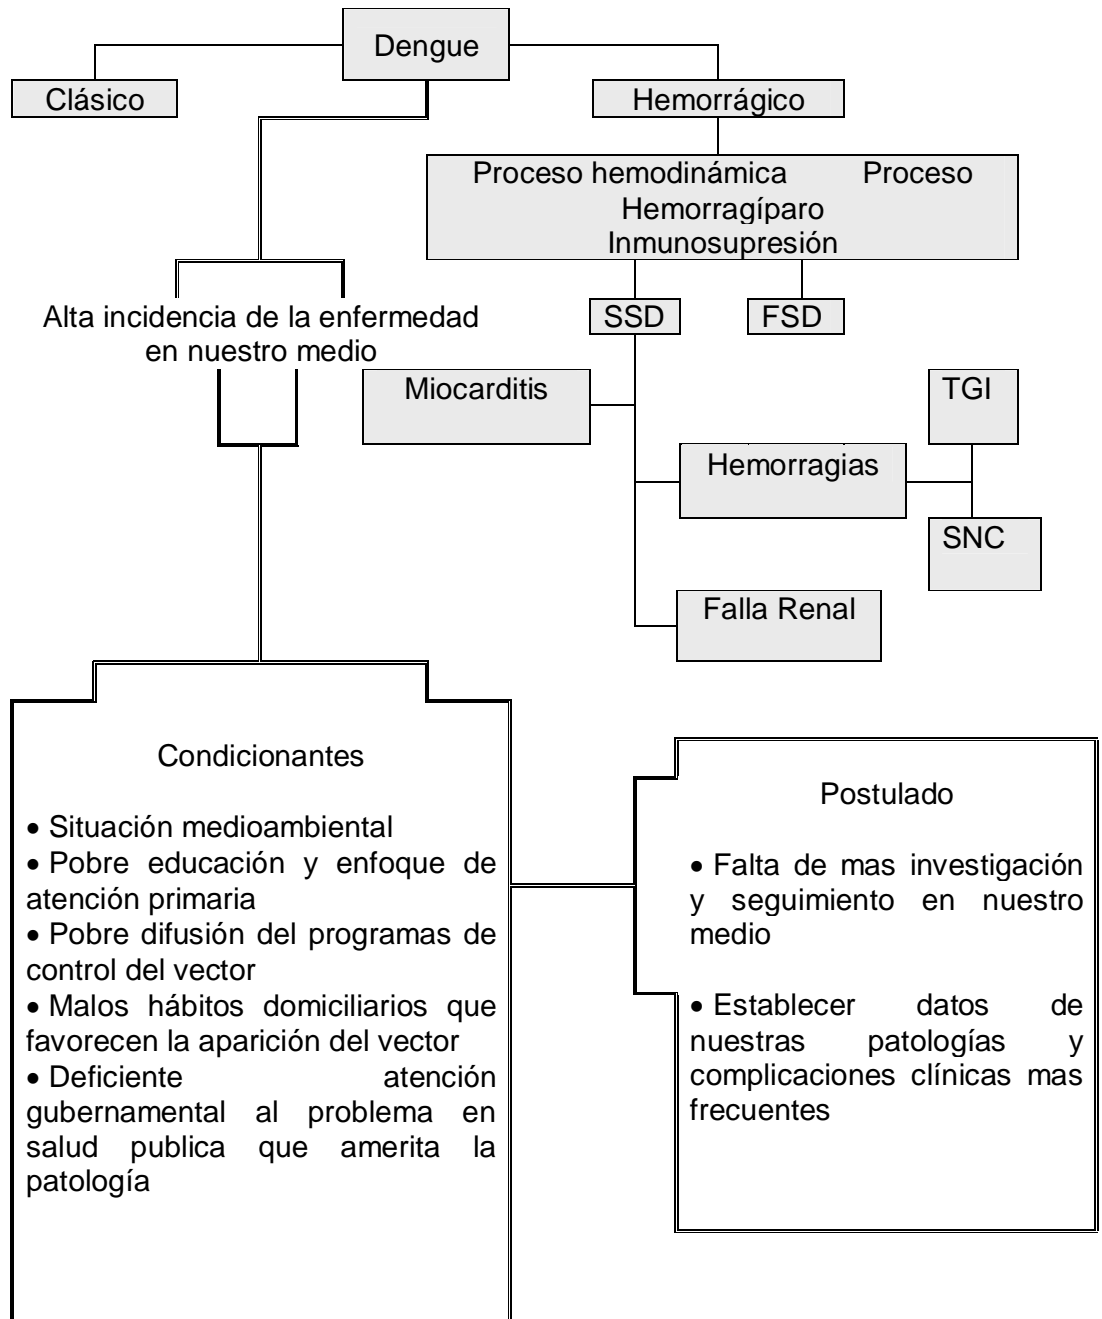 Dengue
Clásico
Hemorrágico
Proceso hemodinámica Proceso
Hemorragíparo
Inmunosupresión
Alta incidencia de la enfermedad
en nuestro medio
SSD
FSD
Miocarditis
TGI
Hemorragias
SNC
Falla Renal
Condicionantes
• Situación medioambiental
• Pobre educación y enfoque de
atención primaria
• Pobre difusión del programas de
control del vector
• Malos hábitos domiciliarios que
favorecen la aparición del vector
• Deficiente atención
gubernamental al problema en
salud publica que amerita la
patología
Postulado
• Falta de mas investigación
y seguimiento en nuestro
medio
• Establecer datos de
nuestras patologías y
complicaciones clínicas mas
frecuentes